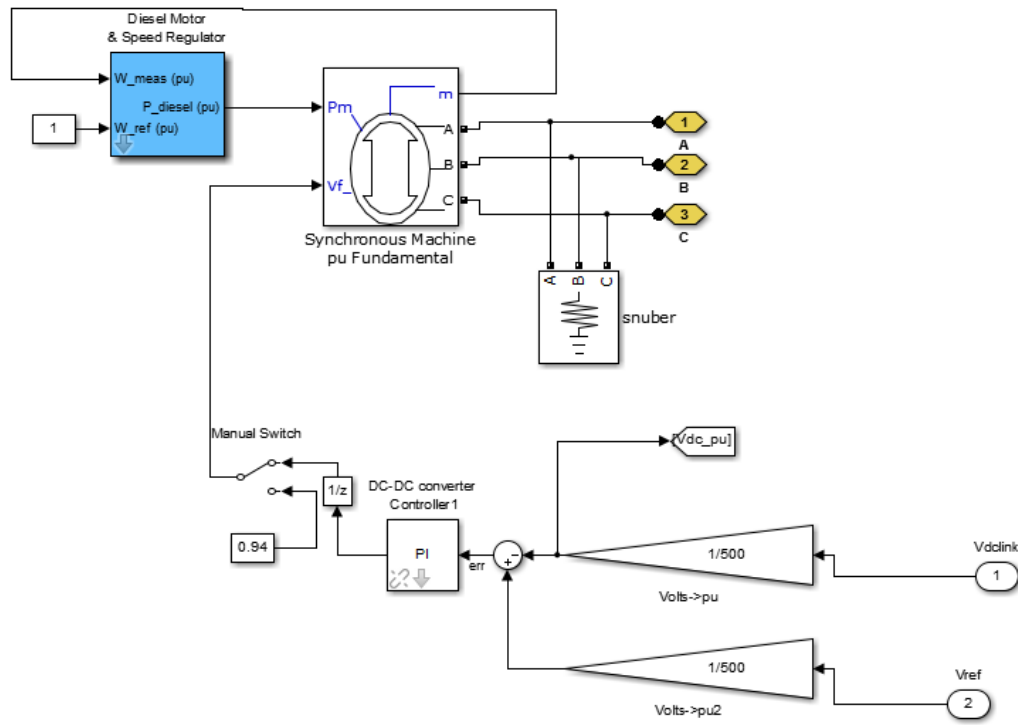 Diesel Motor
& Speed Regulator
W_meas (pu)
P_diesel (pu)
W_ref (pu)
1
Pm
m
A
B
C
Vf_
Synchronous Machine
pu Fundamental
1
A
2
B
3
C
A B C
snuber
Manual Switch
1/z
0.94
DC-DC converter
Controller1
PI
err
[Vdc_pu]
1/500
Volts->pu
Vdclink
1
1/500
Volts->pu2
Vref
2